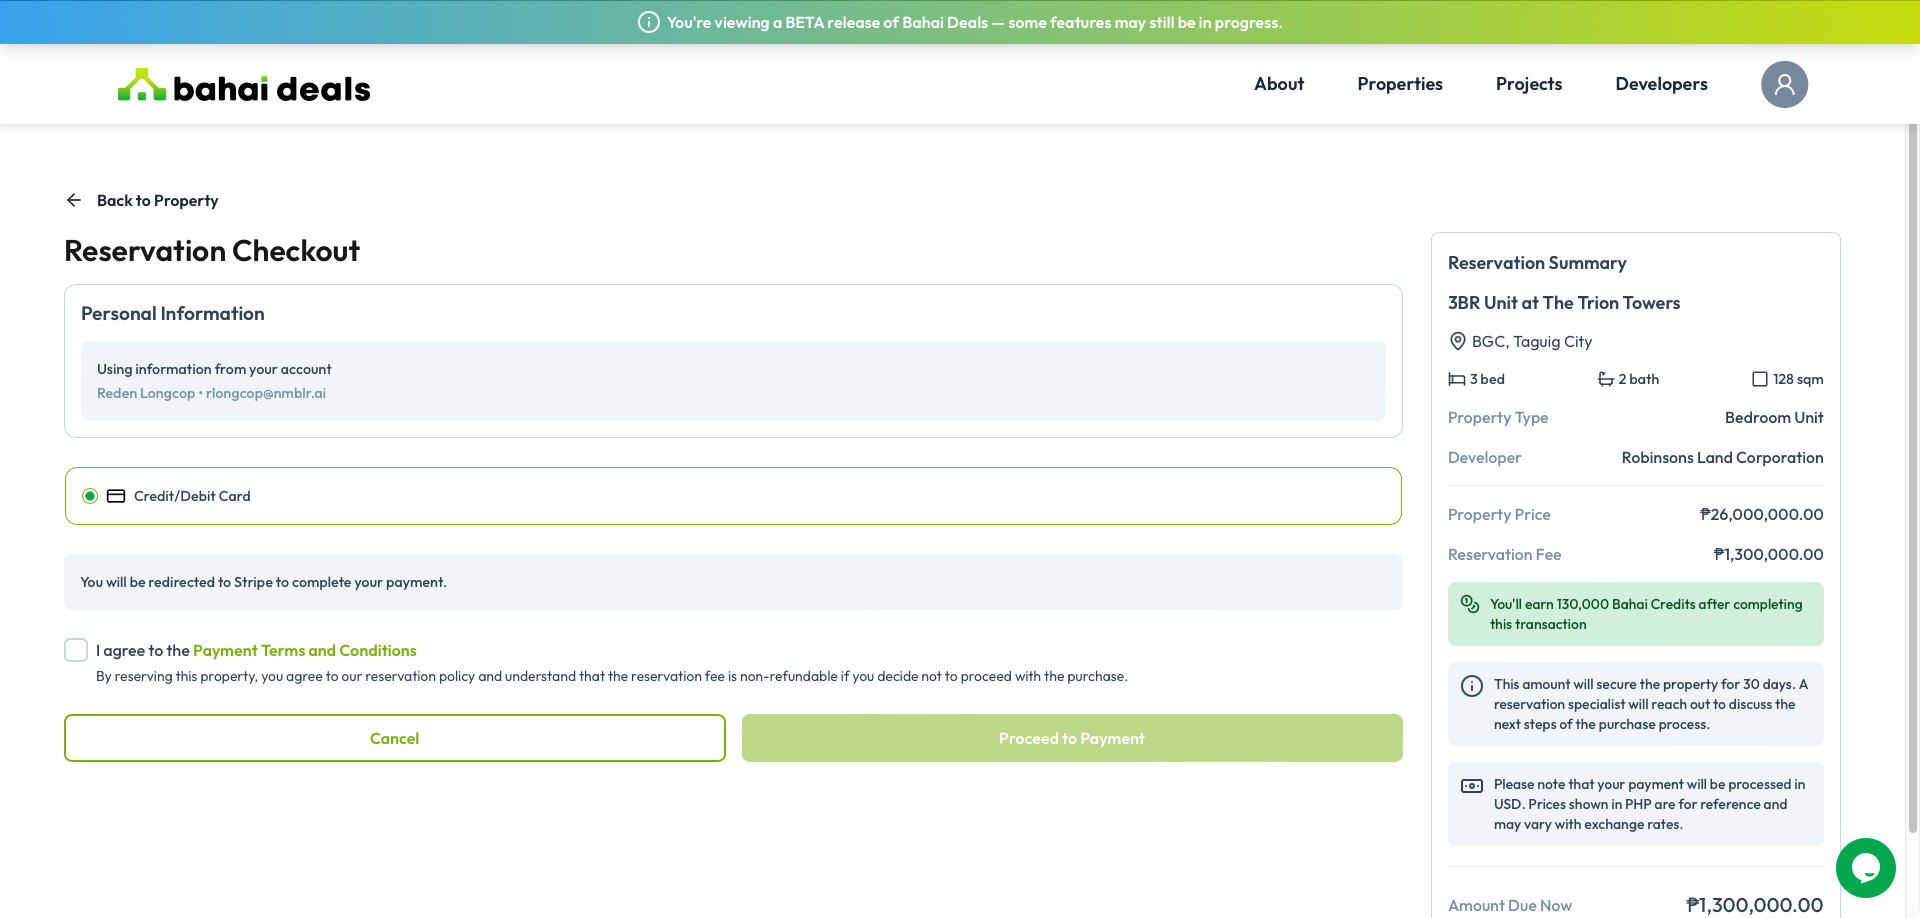 You're viewing a BETA release of Bahai Deals — some features may still be in progress.
bahai deals
About
Properties
Projects
Developers
Back to Property
Reservation Checkout
Personal Information
Using information from your account
Reden Longcop • rlongcop@nmblr.ai
Credit/Debit Card
You will be redirected to Stripe to complete your payment.
I agree to the Payment Terms and Conditions
By reserving this property, you agree to our reservation policy and understand that the reservation fee is non-refundable if you decide not to proceed with the purchase.
Cancel
Proceed to Payment
Reservation Summary
3BR Unit at The Trion Towers
BGC, Taguig City
3 bed
2 bath
128 sqm
Property Type
Bedroom Unit
Developer
Robinsons Land Corporation
Property Price
₱26,000,000.00
Reservation Fee
₱1,300,000.00
You'll earn 130,000 Bahai Credits after completing
this transaction
This amount will secure the property for 30 days. A
reservation specialist will reach out to discuss the
next steps of the purchase process.
Please note that your payment will be processed in
USD. Prices shown in PHP are for reference and
may vary with exchange rates.
Amount Due Now
₱1,300,000.00